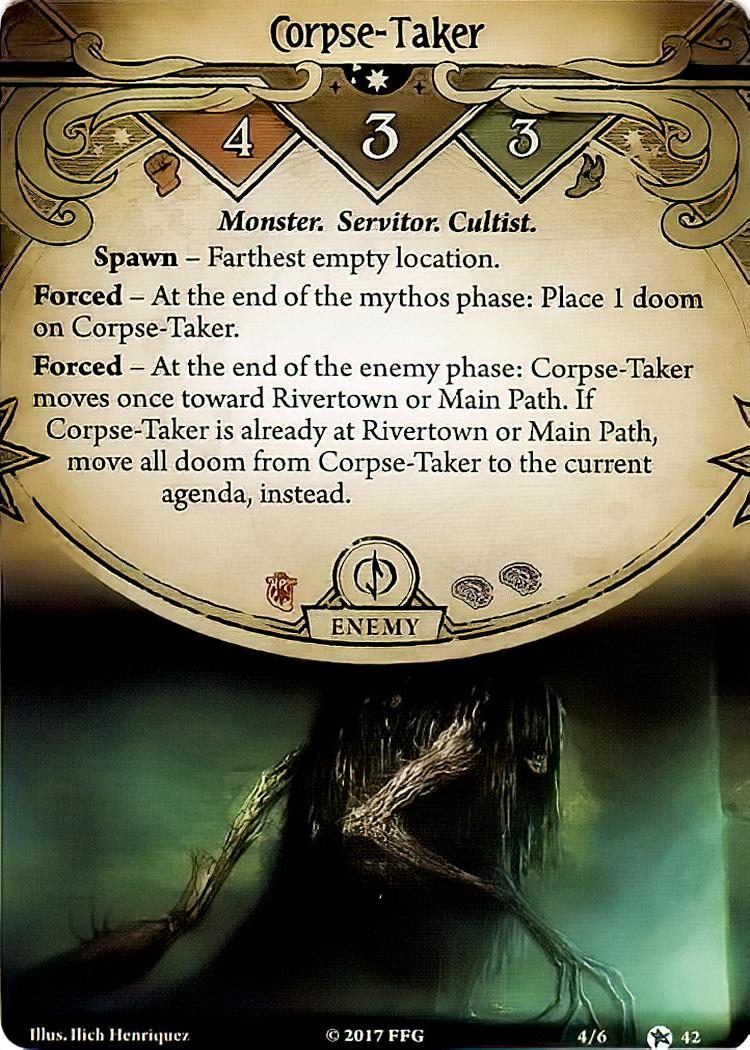 Corpse-Taker
4 3 3
Monster. Servitor. Cultist.
Spawn – Farthest empty location.
Forced – At the end of the mythos phase: Place 1 doom
on Corpse-Taker.
Forced – At the end of the enemy phase: Corpse-Taker
moves once toward Rivertown or Main Path. If
Corpse-Taker is already at Rivertown or Main Path,
move all doom from Corpse-Taker to the current
agenda, instead.
ENEMY
Illus. Ilich Henriquez © 2017 FFG 4/6 42